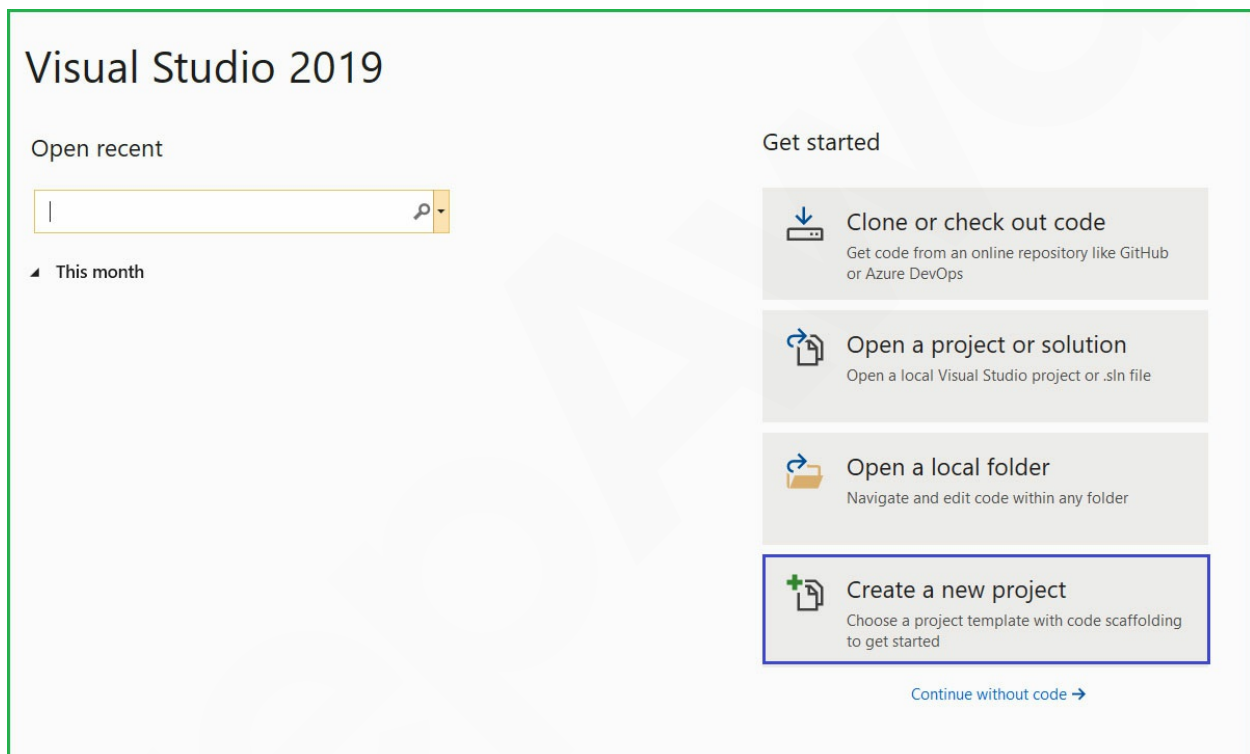 Visual Studio 2019
Open recent
This month
Get started
Clone or check out code
Get code from an online repository like GitHub
or Azure DevOps
Open a project or solution
Open a local Visual Studio project or .sln file
Open a local folder
Navigate and edit code within any folder
Create a new project
Choose a project template with code scaffolding
to get started
Continue without code →